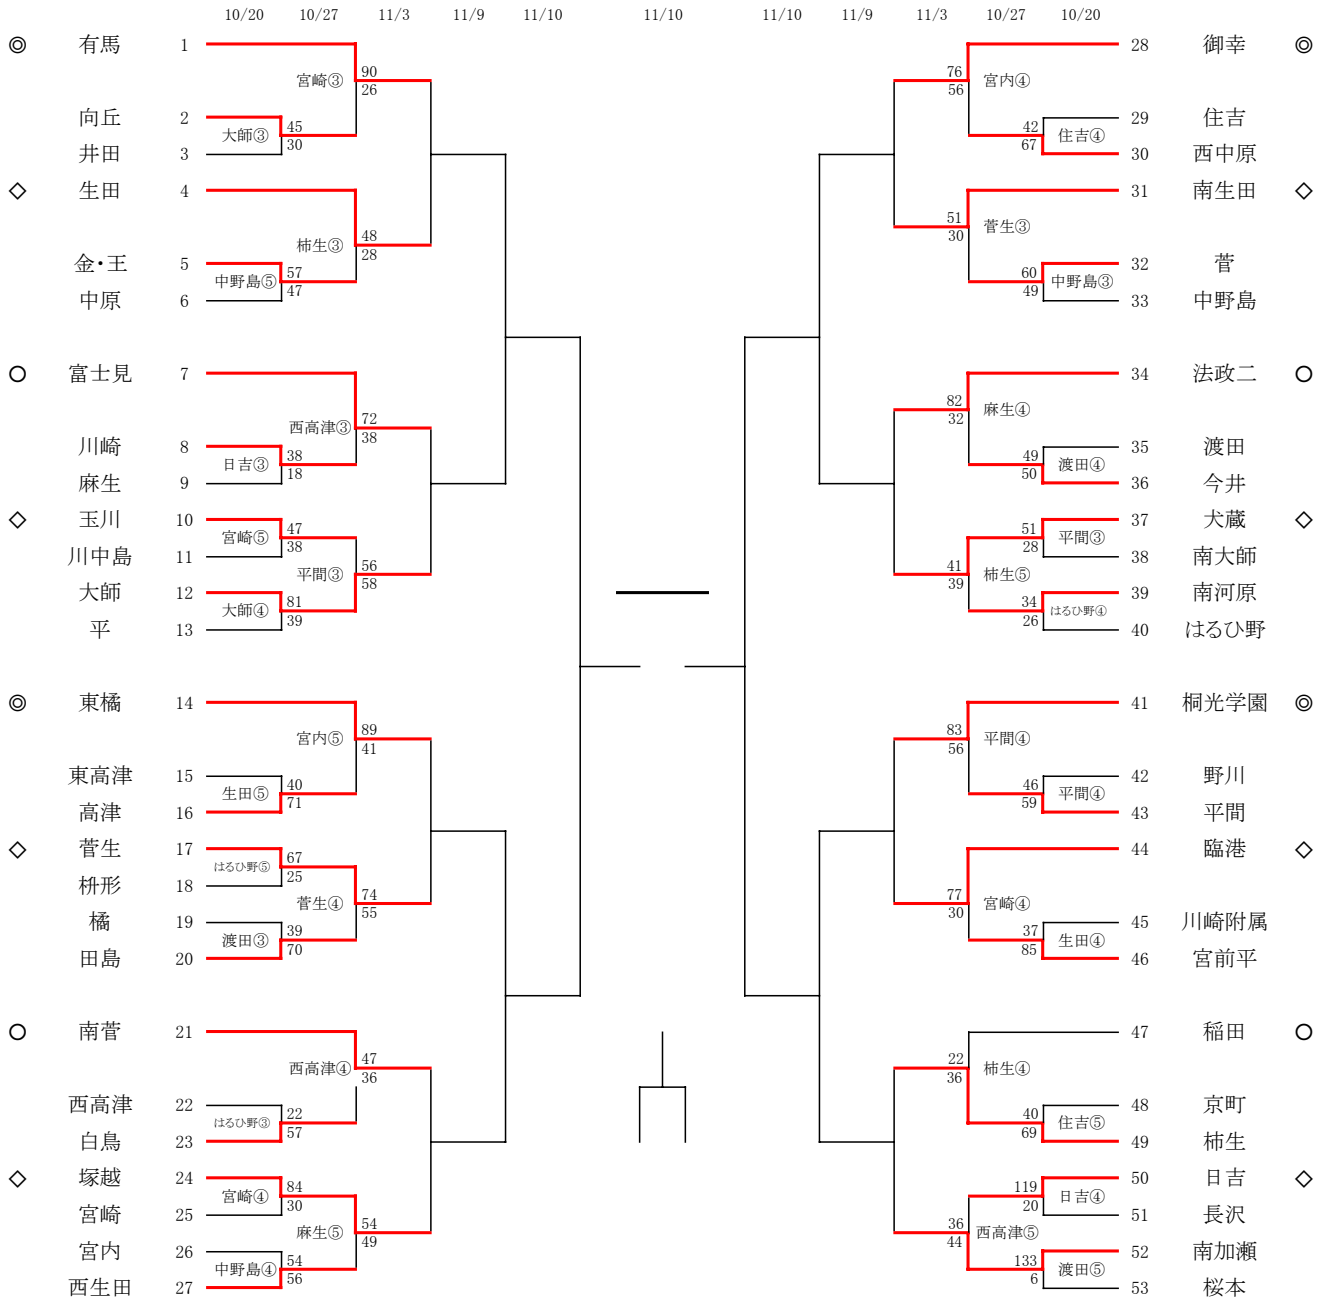 10/20 10/27 11/3 11/9 11/10 11/10 11/10 11/9 11/3 10/27 10/20
◎ 有馬 1
宮崎③ 90
26
向丘 2
大師③ 45
30
井田 3
◇ 生田 4
柿生③ 48
28
金・王 5
中野島⑤ 57
47
中原 6
○ 富士見 7
西高津③ 72
38
川崎 8
日吉③ 38
18
麻生 9
◇ 玉川 10
宮崎⑤ 47
38
川中島 11
平間③ 56
58
大師 12
大師④ 81
39
平 13
◎ 東橘 14
宮内⑤ 89
41
東高津 15
生田⑤ 40
71
高津 16
◇ 菅生 17
はるひ野⑤ 67
25
枡形 18
菅生④ 74
55
橘 19
渡田③ 39
70
田島 20
○ 南菅 21
西高津④ 47
36
西高津 22
はるひ野③ 22
57
白鳥 23
◇ 塚越 24
宮崎④ 84
30
宮崎 25
麻生⑤ 54
49
宮内 26
中野島④ 54
56
西生田 27
28 御幸 ◎
76 宮内④
56
29 住吉
42 住吉④
67
30 西中原
31 南生田 ◇
51 菅生③
30
32 菅
60 中野島③
49
33 中野島
34 法政二 ○
82 麻生④
32
35 渡田
49 渡田④
50
36 今井
37 犬蔵 ◇
51 平間③
28
38 南大師
41 柿生⑤
39
39 南河原
34 はるひ野④
26
40 はるひ野
41 桐光学園 ◎
83 平間④
56
42 野川
46 平間④
59
43 平間
44 臨港 ◇
77 宮崎④
30
45 川崎附属
37 生田④
85
46 宮前平
47 稲田 ○
22 柿生④
36
48 京町
40 住吉⑤
69
49 柿生
50 日吉 ◇
119 日吉④
20
51 長沢
36 西高津⑤
44
52 南加瀬
133 渡田⑤
6
53 桜本